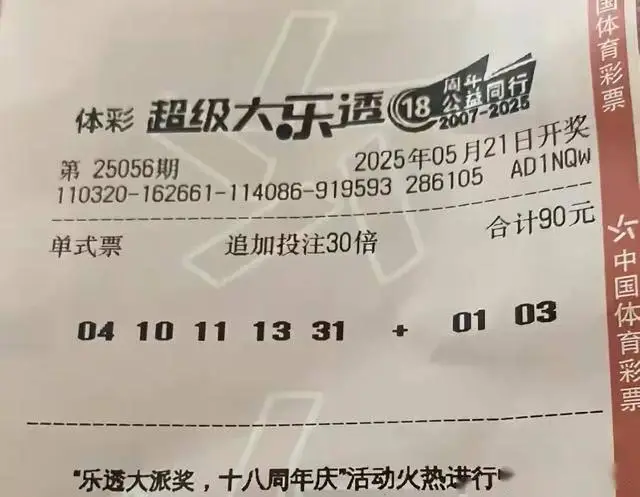 体彩 超级大乐透 18 周斗 公益同行 2007-2025
第 25056期 2025年05月21日开奖
110320-162661-114086-919593 286105 AD1NQW
单式票 追加投注30倍 合计90元
04 10 11 13 31 + 01 03
"乐透大派奖，十八周年庆"活动火热进行
国体育彩票
中国体育彩票